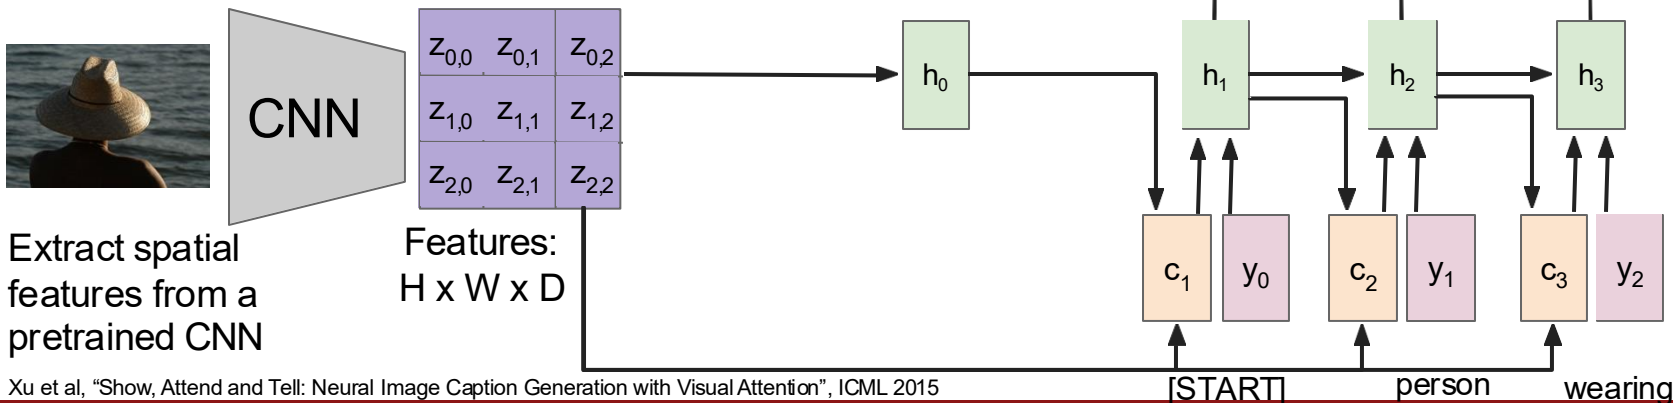 CNN
z0,0 z0,1 z0,2
z1,0 z1,1 z1,2
z2,0 z2,1 z2,2
h0
h1
h2
h3
c1
y0
c2
y1
c3
y2
Extract spatial
features from a
pretrained CNN
Features:
H x W x D
[START]
person
wearing
Xu et al, “Show, Attend and Tell: Neural Image Caption Generation with Visual Attention”, ICML 2015